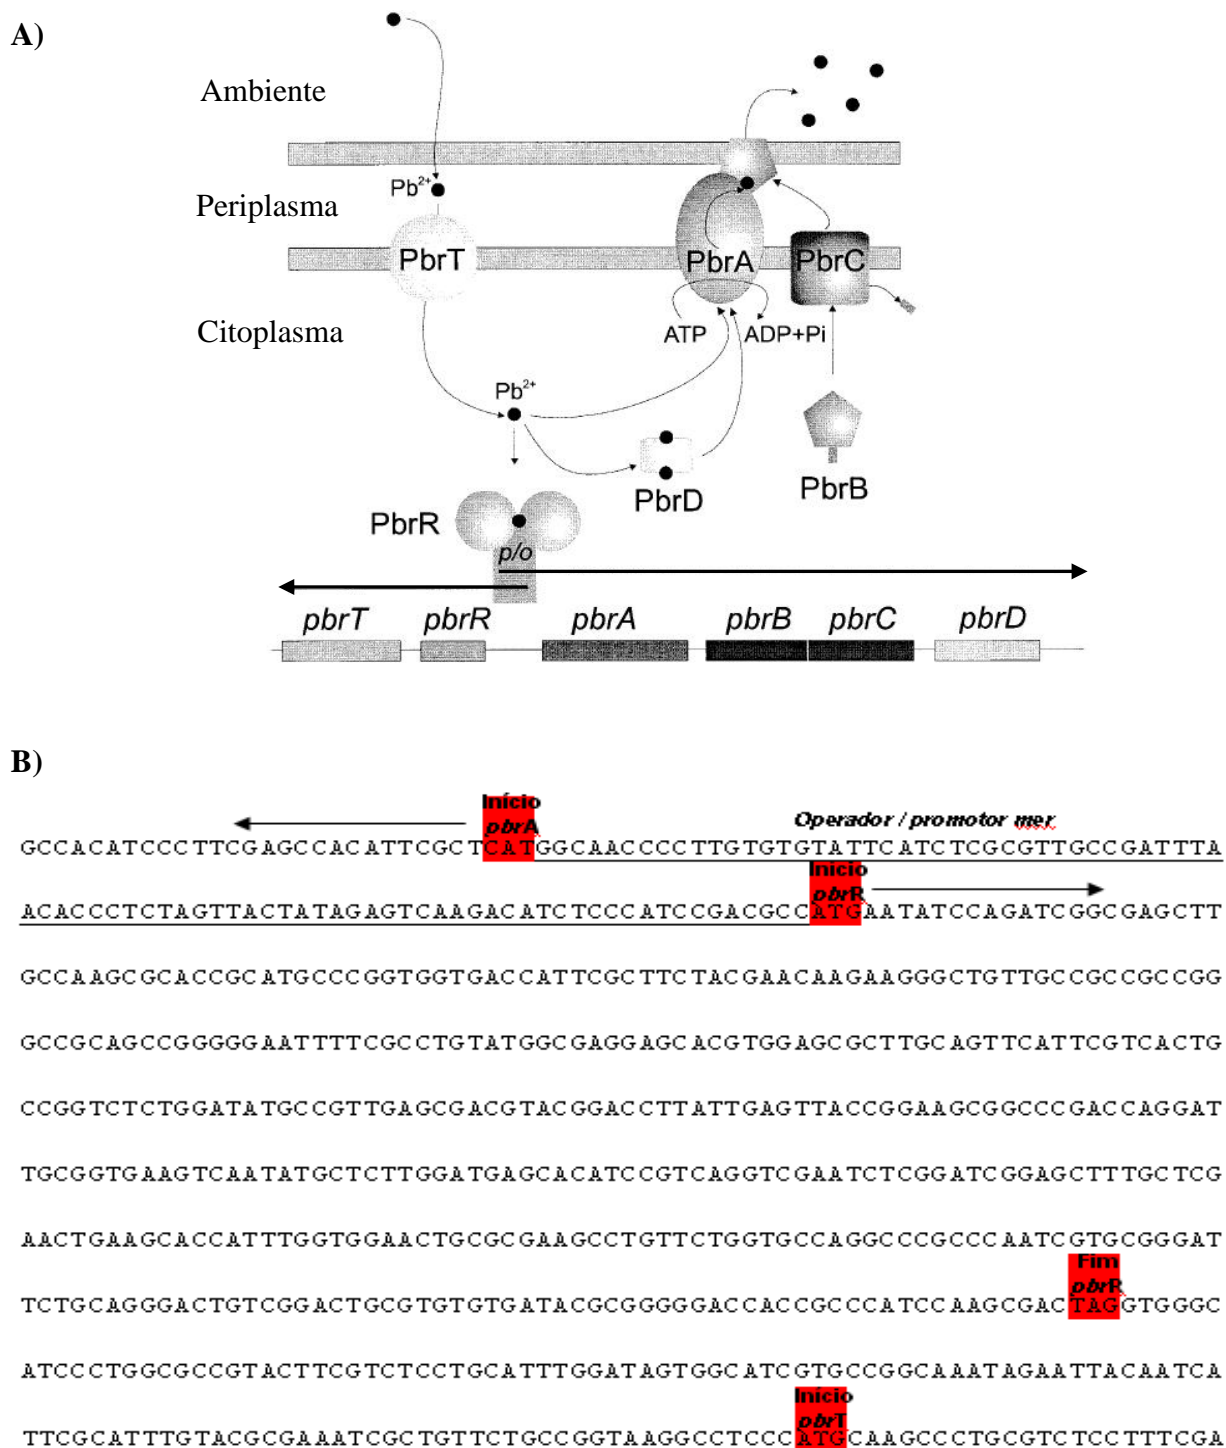 A)
Ambiente
Pb2+
Periplasma
PbrT
PbrA
PbrC
Citoplasma
ATP
ADP+Pi
Pb2+
PbrD
PbrB
PbrR
p/o
pbrT pbrR pbrA pbrB pbrC pbrD
B)
Início
pbrA
Operador / promotor mer
GCCACATCCCTTCGAGCCACATTCGCTCATGGCAACCCCTTGTGTGTATTCATCTCGCGTTGCCGATTTA
Início
pbrR
ACACCCTCTAGTTACTATAGAGTCAAGACATCTCCCATCCGACGCCATGAATATCCAGATCGGCGAGCTT
GCCAAGCGCACCGCATGCCCGGTGGTGACCATTCGCTTCTACGAACAAGAAGGGCTGTTGCCGCCGCCGG
GCCGCAGCCGGGGGAATTTTCGCCTGTATGGCGAGGAGCACGTGGAGCGCTTGCAGTTCATTCGTCACTG
CCGGTCTCTGGATATGCCGTTGAGCGACGTACGGACCTTATTGAGTTACCGGAAGCGGCCCGACCAGGAT
TGCGGTGAAGTCAATATGCTCTTGGATGAGCACATCCGTCAGGTCGAATCTCGGATCGGAGCTTTGCTCG
AACTGAAGCACCATTTGGTGGAACTGCGCGAAGCCTGTTCTGGTGCCAGGCCCGCCCAATCGTGCGGGAT
Fim
pbrR
TCTGCAGGGACTGTCGGACTGCGTGTGTGATACGCGGGGGACCACCGCCCATCCAAGCGACTAGGTGGGC
ATCCCTGGCGCCGTACTTCGTCTCCTGCATTTGGATAGTGGCATCGTGCCGGCAAATAGAATTACAATCA
Início
pbrT
TTCGCATTTGTACGCGAAATCGCTGTTCTGCCGGTAAGGCCTCCCATGCAAGCCCTGCGTCTCCTTTCGA